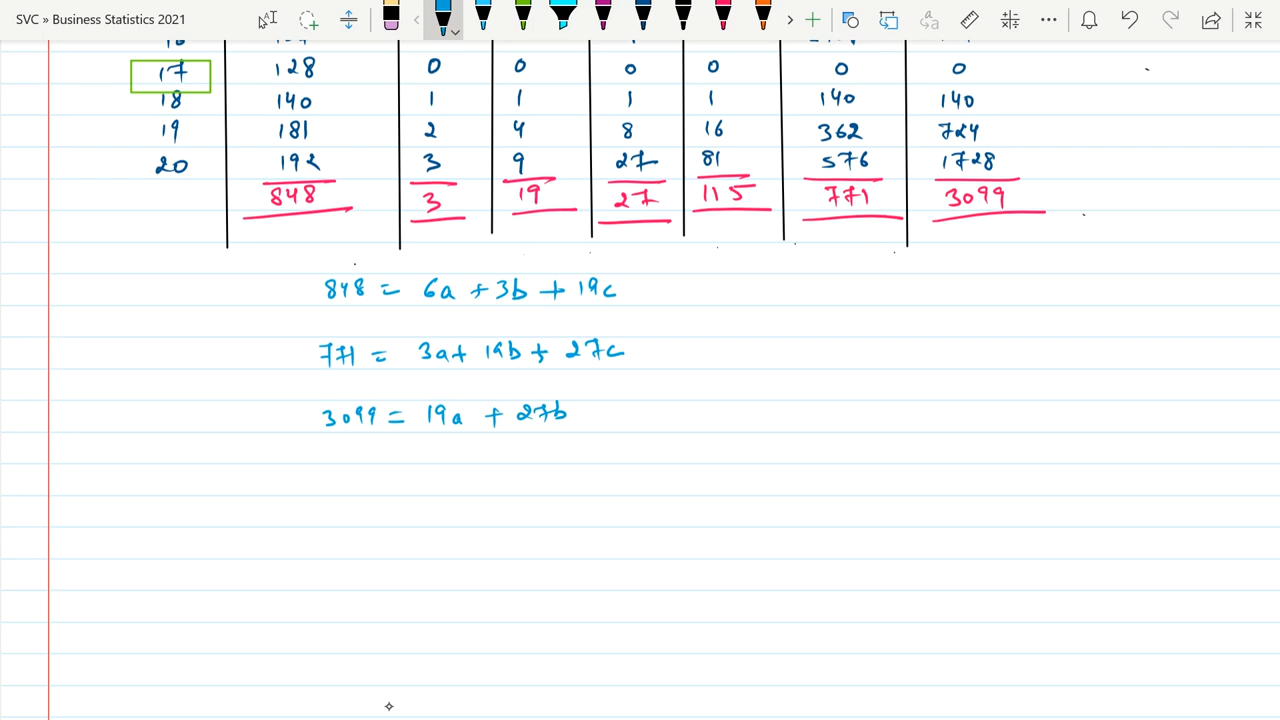 SVC » Business Statistics 2021
17 128 0 0 0 0 0 0
18 140 1 1 1 1 140 140
19 181 2 4 8 16 362 724
20 192 3 9 27 81 576 1728
848 3 19 27 115 771 3099
848 = 6a + 3b + 19c
771 = 3a + 19b + 27c
3099 = 19a + 27b